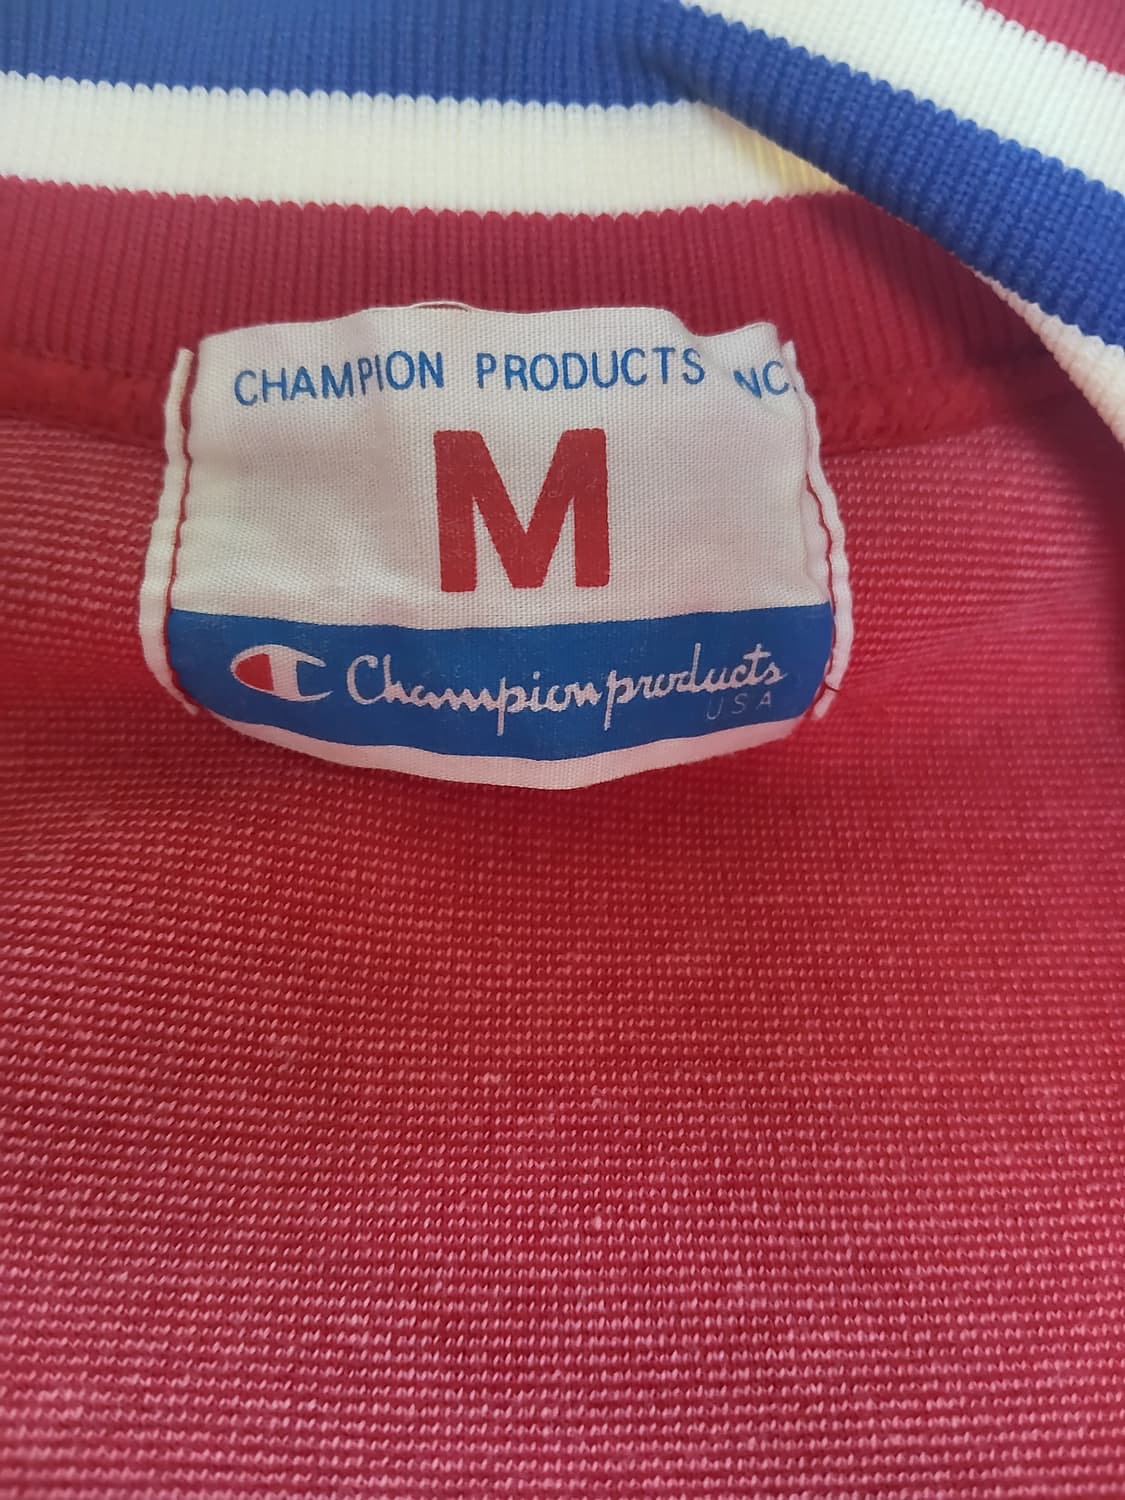 CHAMPION PRODUCTS INC.
M
Champion products
USA